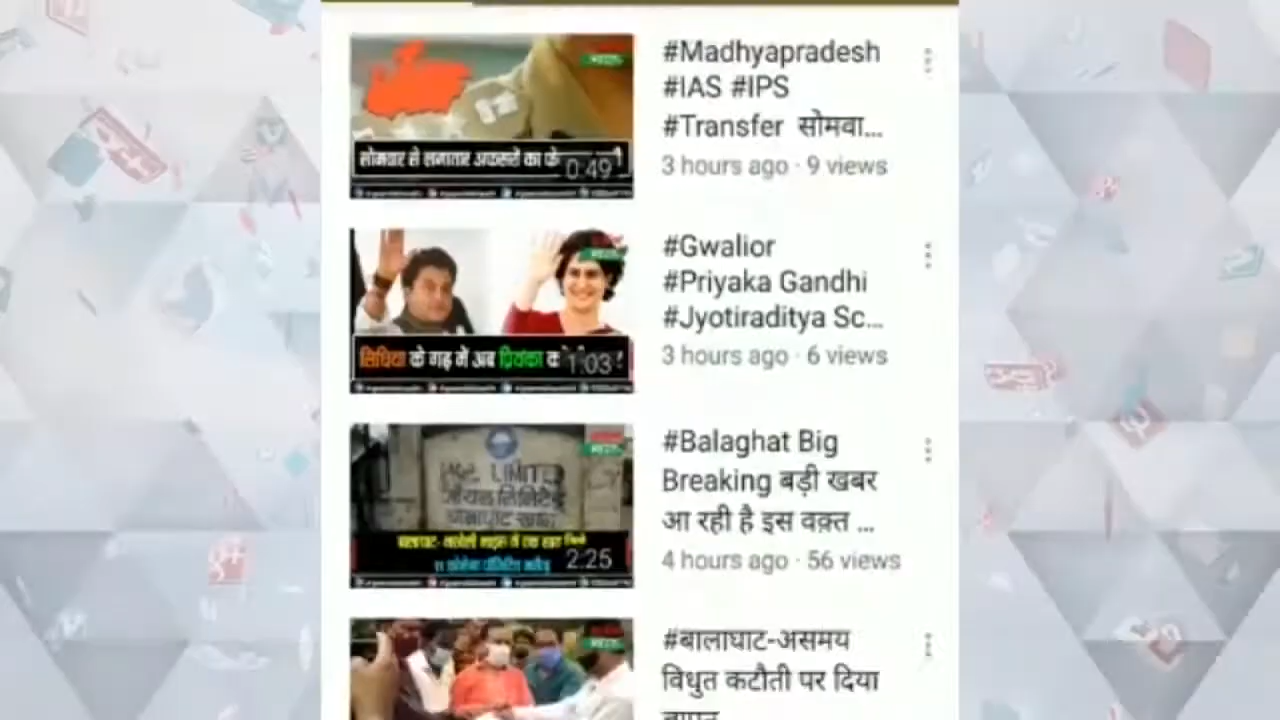 #Madhyapradesh
#IAS #IPS
#Transfer सोमवा...
3 hours ago · 9 views
सोमवार से लगातार अफसरों का फे
0:49
#Gwalior
#Priyaka Gandhi
#Jyotiraditya Sc...
3 hours ago · 6 views
सिंधिया के गढ़ में अब प्रियंका क
1:03
#Balaghat Big
Breaking बड़ी खबर
आ रही है इस वक़्त ...
4 hours ago · 56 views
LIMITED
लिमिटेड
बालाघाट
2:25
#बालाघाट-असमय
विधुत कटौती पर दिया